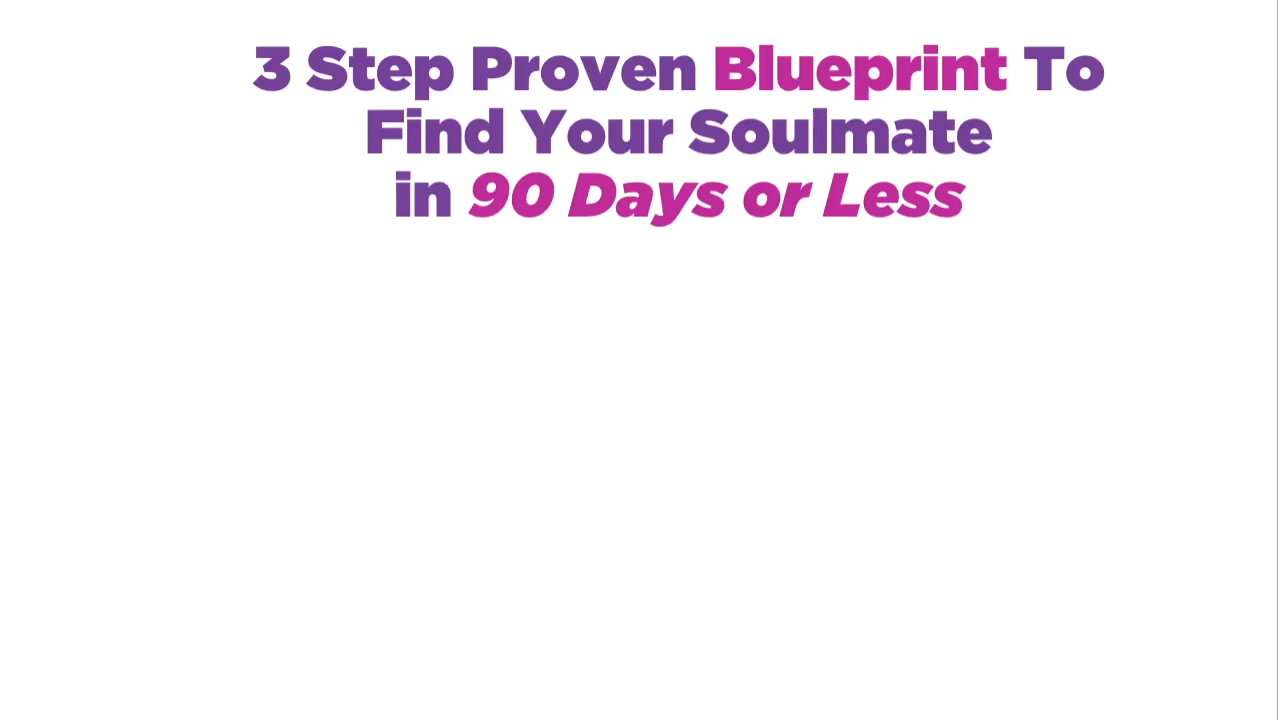 3 Step Proven Blueprint To
Find Your Soulmate
in 90 Days or Less